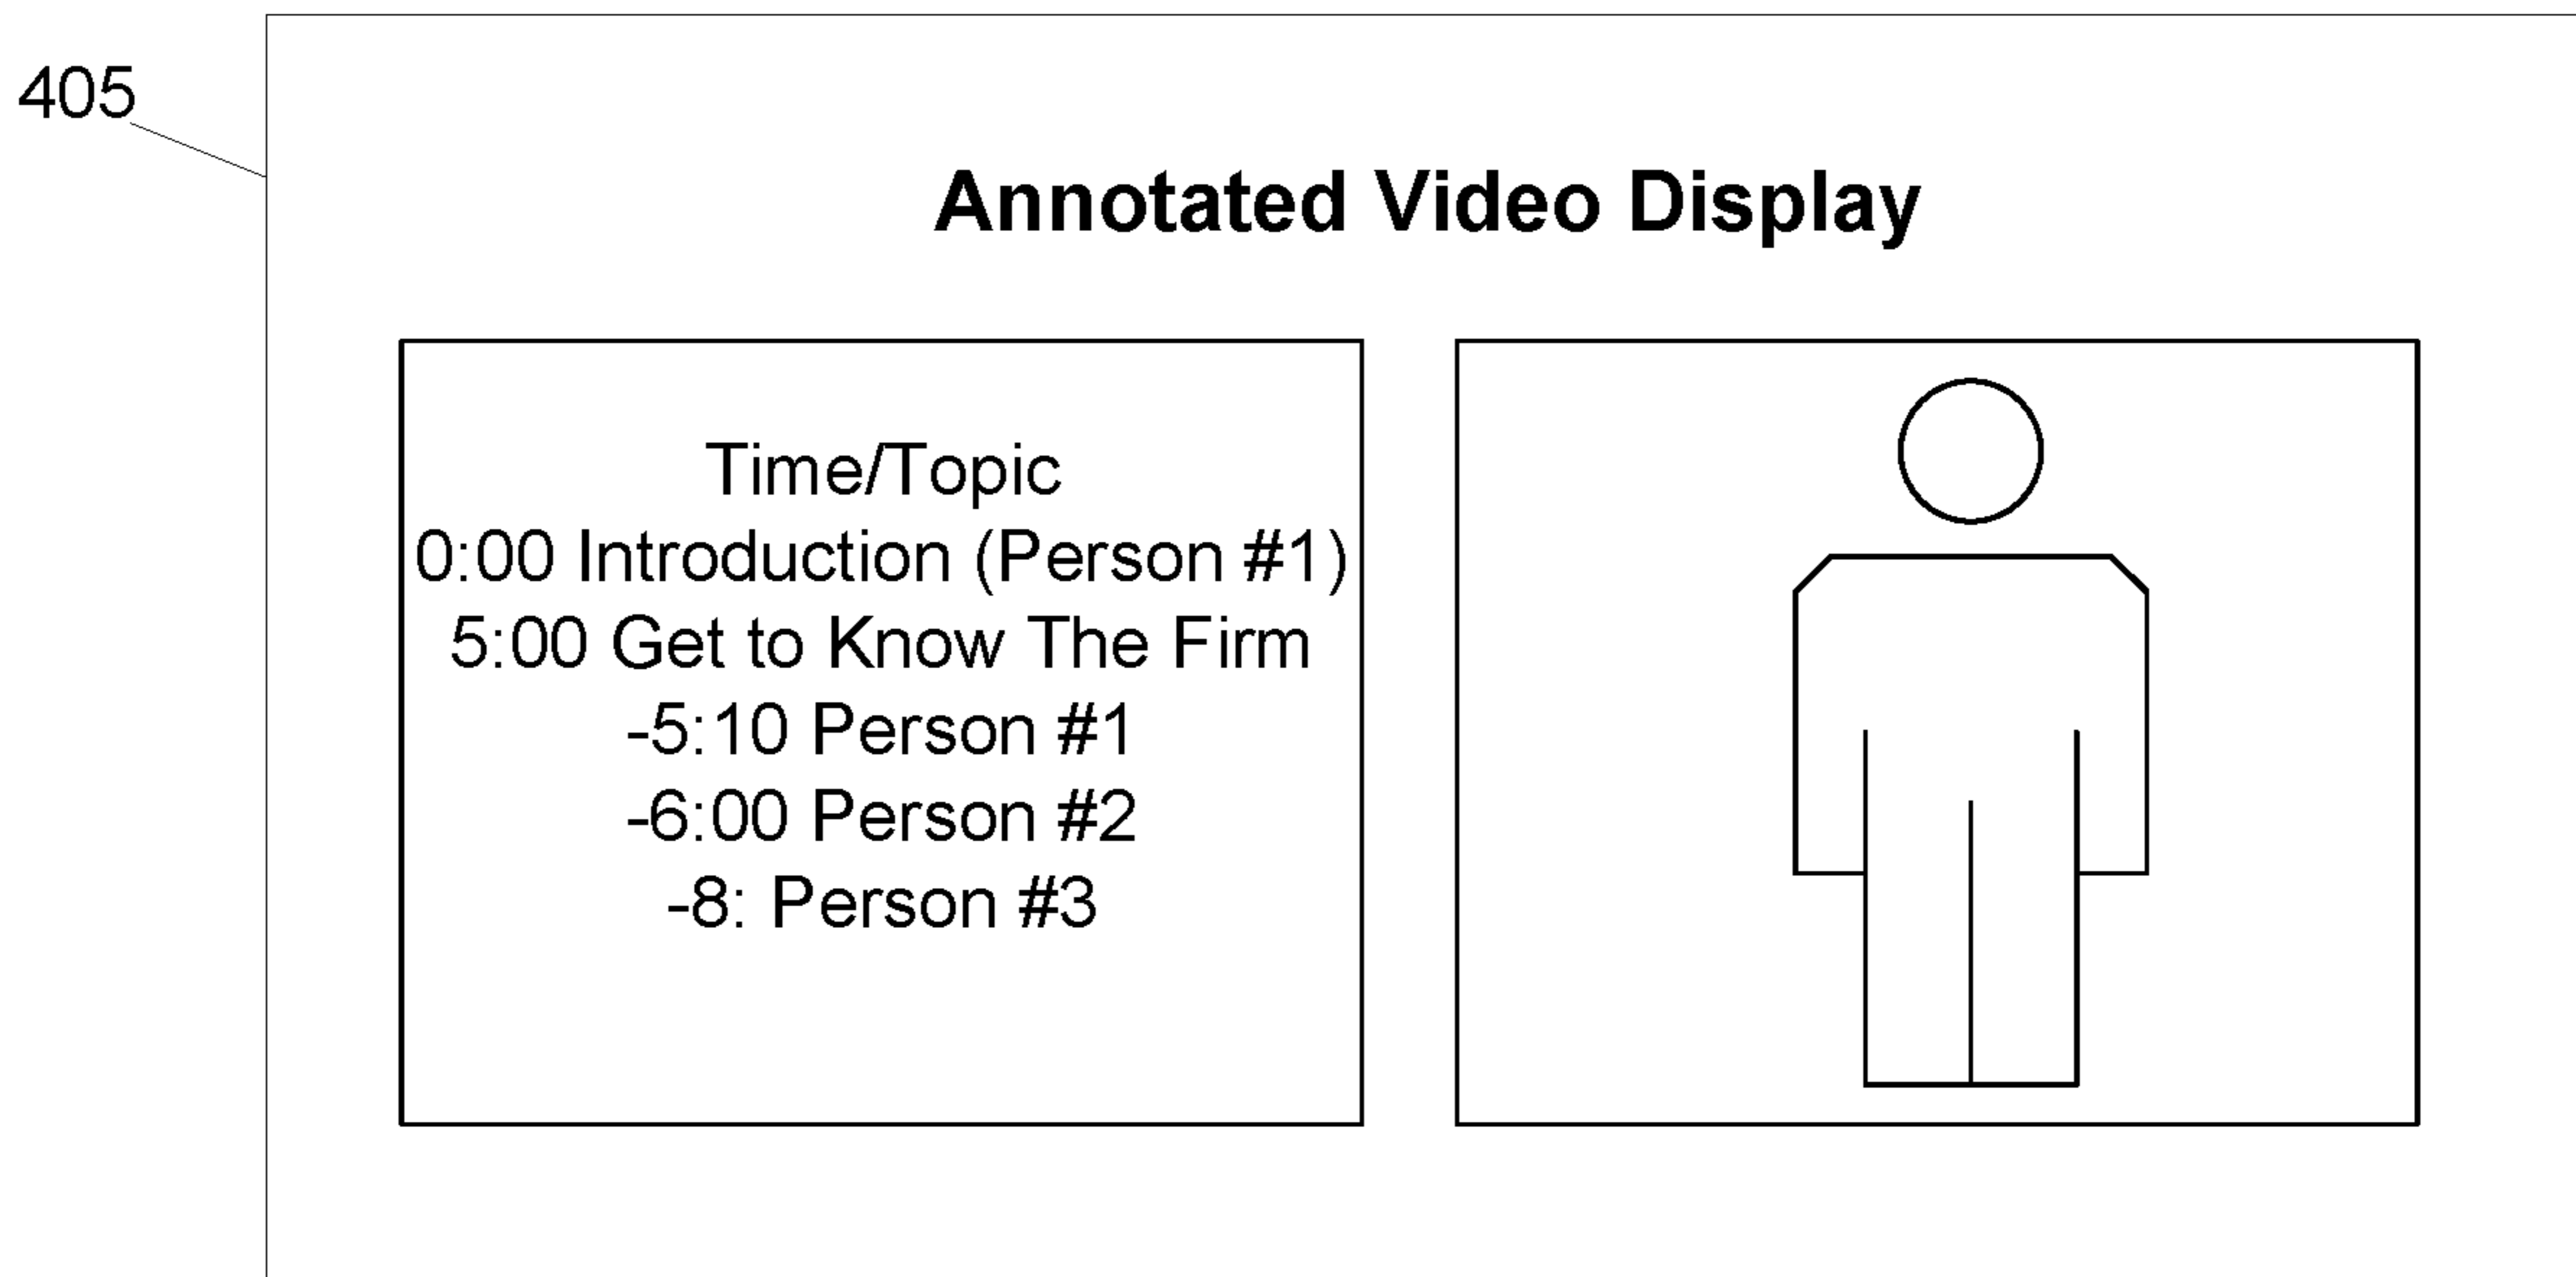 405
Annotated Video Display
Time/Topic
0:00 Introduction (Person #1)
5:00 Get to Know The Firm
-5:10 Person #1
-6:00 Person #2
-8: Person #3